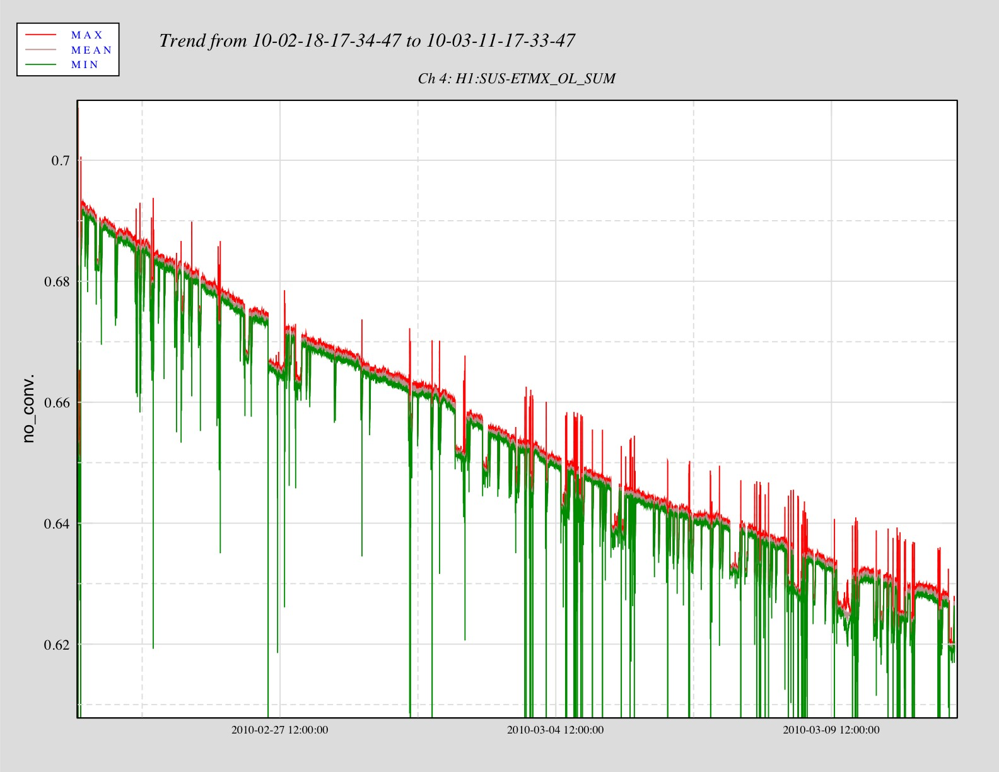 MAX
MEAN
MIN
Trend from 10-02-18-17-34-47 to 10-03-11-17-33-47
Ch 4: H1:SUS-ETMX_OL_SUM
no_conv.
0.7
0.68
0.66
0.64
0.62
2010-02-27 12:00:00
2010-03-04 12:00:00
2010-03-09 12:00:00